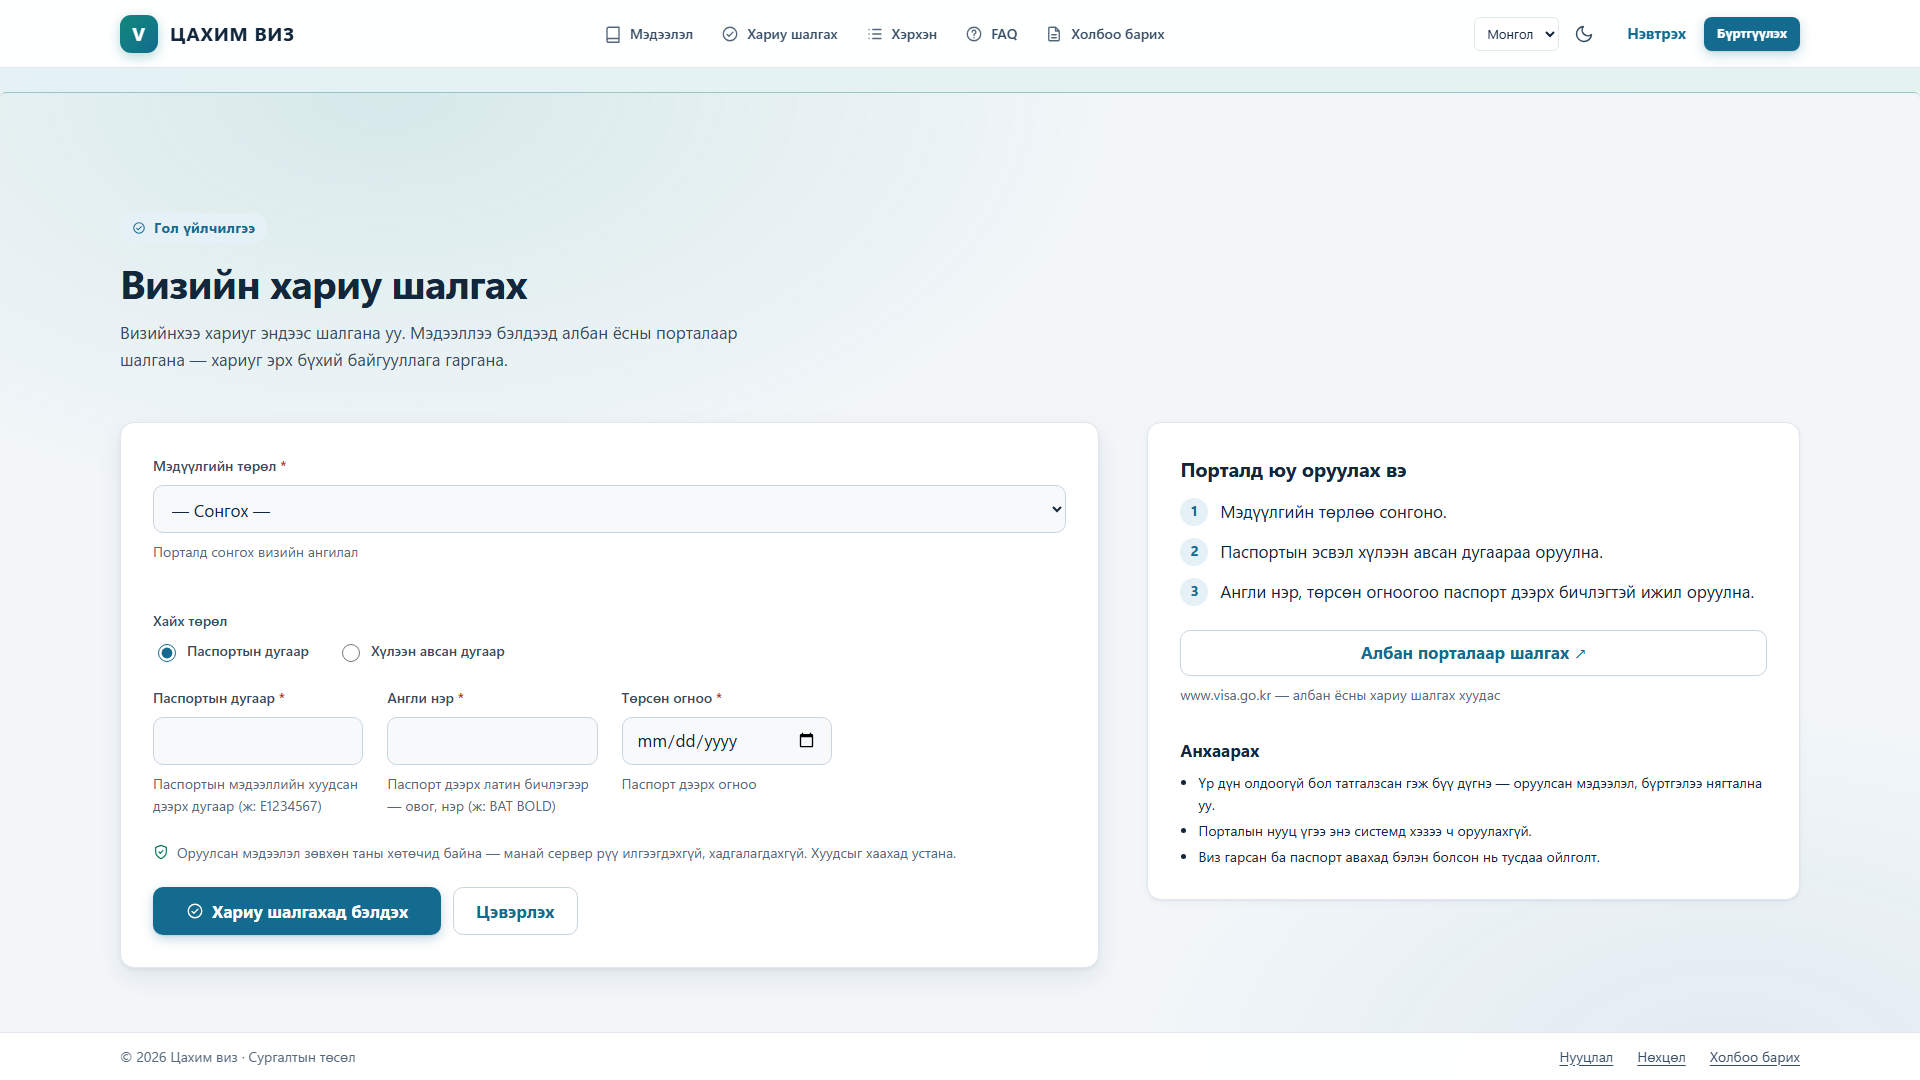 V ЦАХИМ ВИЗ
Мэдээлэл
Хариу шалгах
Хэрхэн
FAQ
Холбоо барих
Монгол
Нэвтрэх
Бүртгүүлэх
Гол үйлчилгээ
Визийн хариу шалгах
Визийнхээ хариуг эндээс шалгана уу. Мэдээллээ бэлдээд албан ёсны порталаар
шалгана — хариуг эрх бүхий байгууллага гаргана.
Мэдүүлгийн төрөл *
— Сонгох —
Порталд сонгох визийн ангилал
Хайх төрөл
Паспортын дугаар
Хүлээн авсан дугаар
Паспортын дугаар *
Англи нэр *
Төрсөн огноо *
mm/dd/yyyy
Паспортын мэдээллийн хуудсан
дээрх дугаар (ж: E1234567)
Паспорт дээрх латин бичлэгээр
— овог, нэр (ж: BAT BOLD)
Паспорт дээрх огноо
Оруулсан мэдээлэл зөвхөн таны хөтөчид байна — манай сервер рүү илгээгдэхгүй, хадгалагдахгүй. Хуудсыг хаахад устана.
Хариу шалгахад бэлдэх
Цэвэрлэх
Порталд юу оруулах вэ
1 Мэдүүлгийн төрлөө сонгоно.
2 Паспортын эсвэл хүлээн авсан дугаараа оруулна.
3 Англи нэр, төрсөн огноогоо паспорт дээрх бичлэгтэй ижил оруулна.
Албан порталаар шалгах ↗
www.visa.go.kr — албан ёсны хариу шалгах хуудас
Анхаарах
• Үр дүн олдоогүй бол татгалзсан гэж бүү дүгнэ — оруулсан мэдээлэл, бүртгэлээ нягтална
уу.
• Порталын нууц үгээ энэ системд хэзээ ч оруулахгүй.
• Виз гарсан ба паспорт авахад бэлэн болсон нь тусдаа ойлголт.
© 2026 Цахим виз · Сургалтын төсөл
Нууцлал
Нөхцөл
Холбоо барих